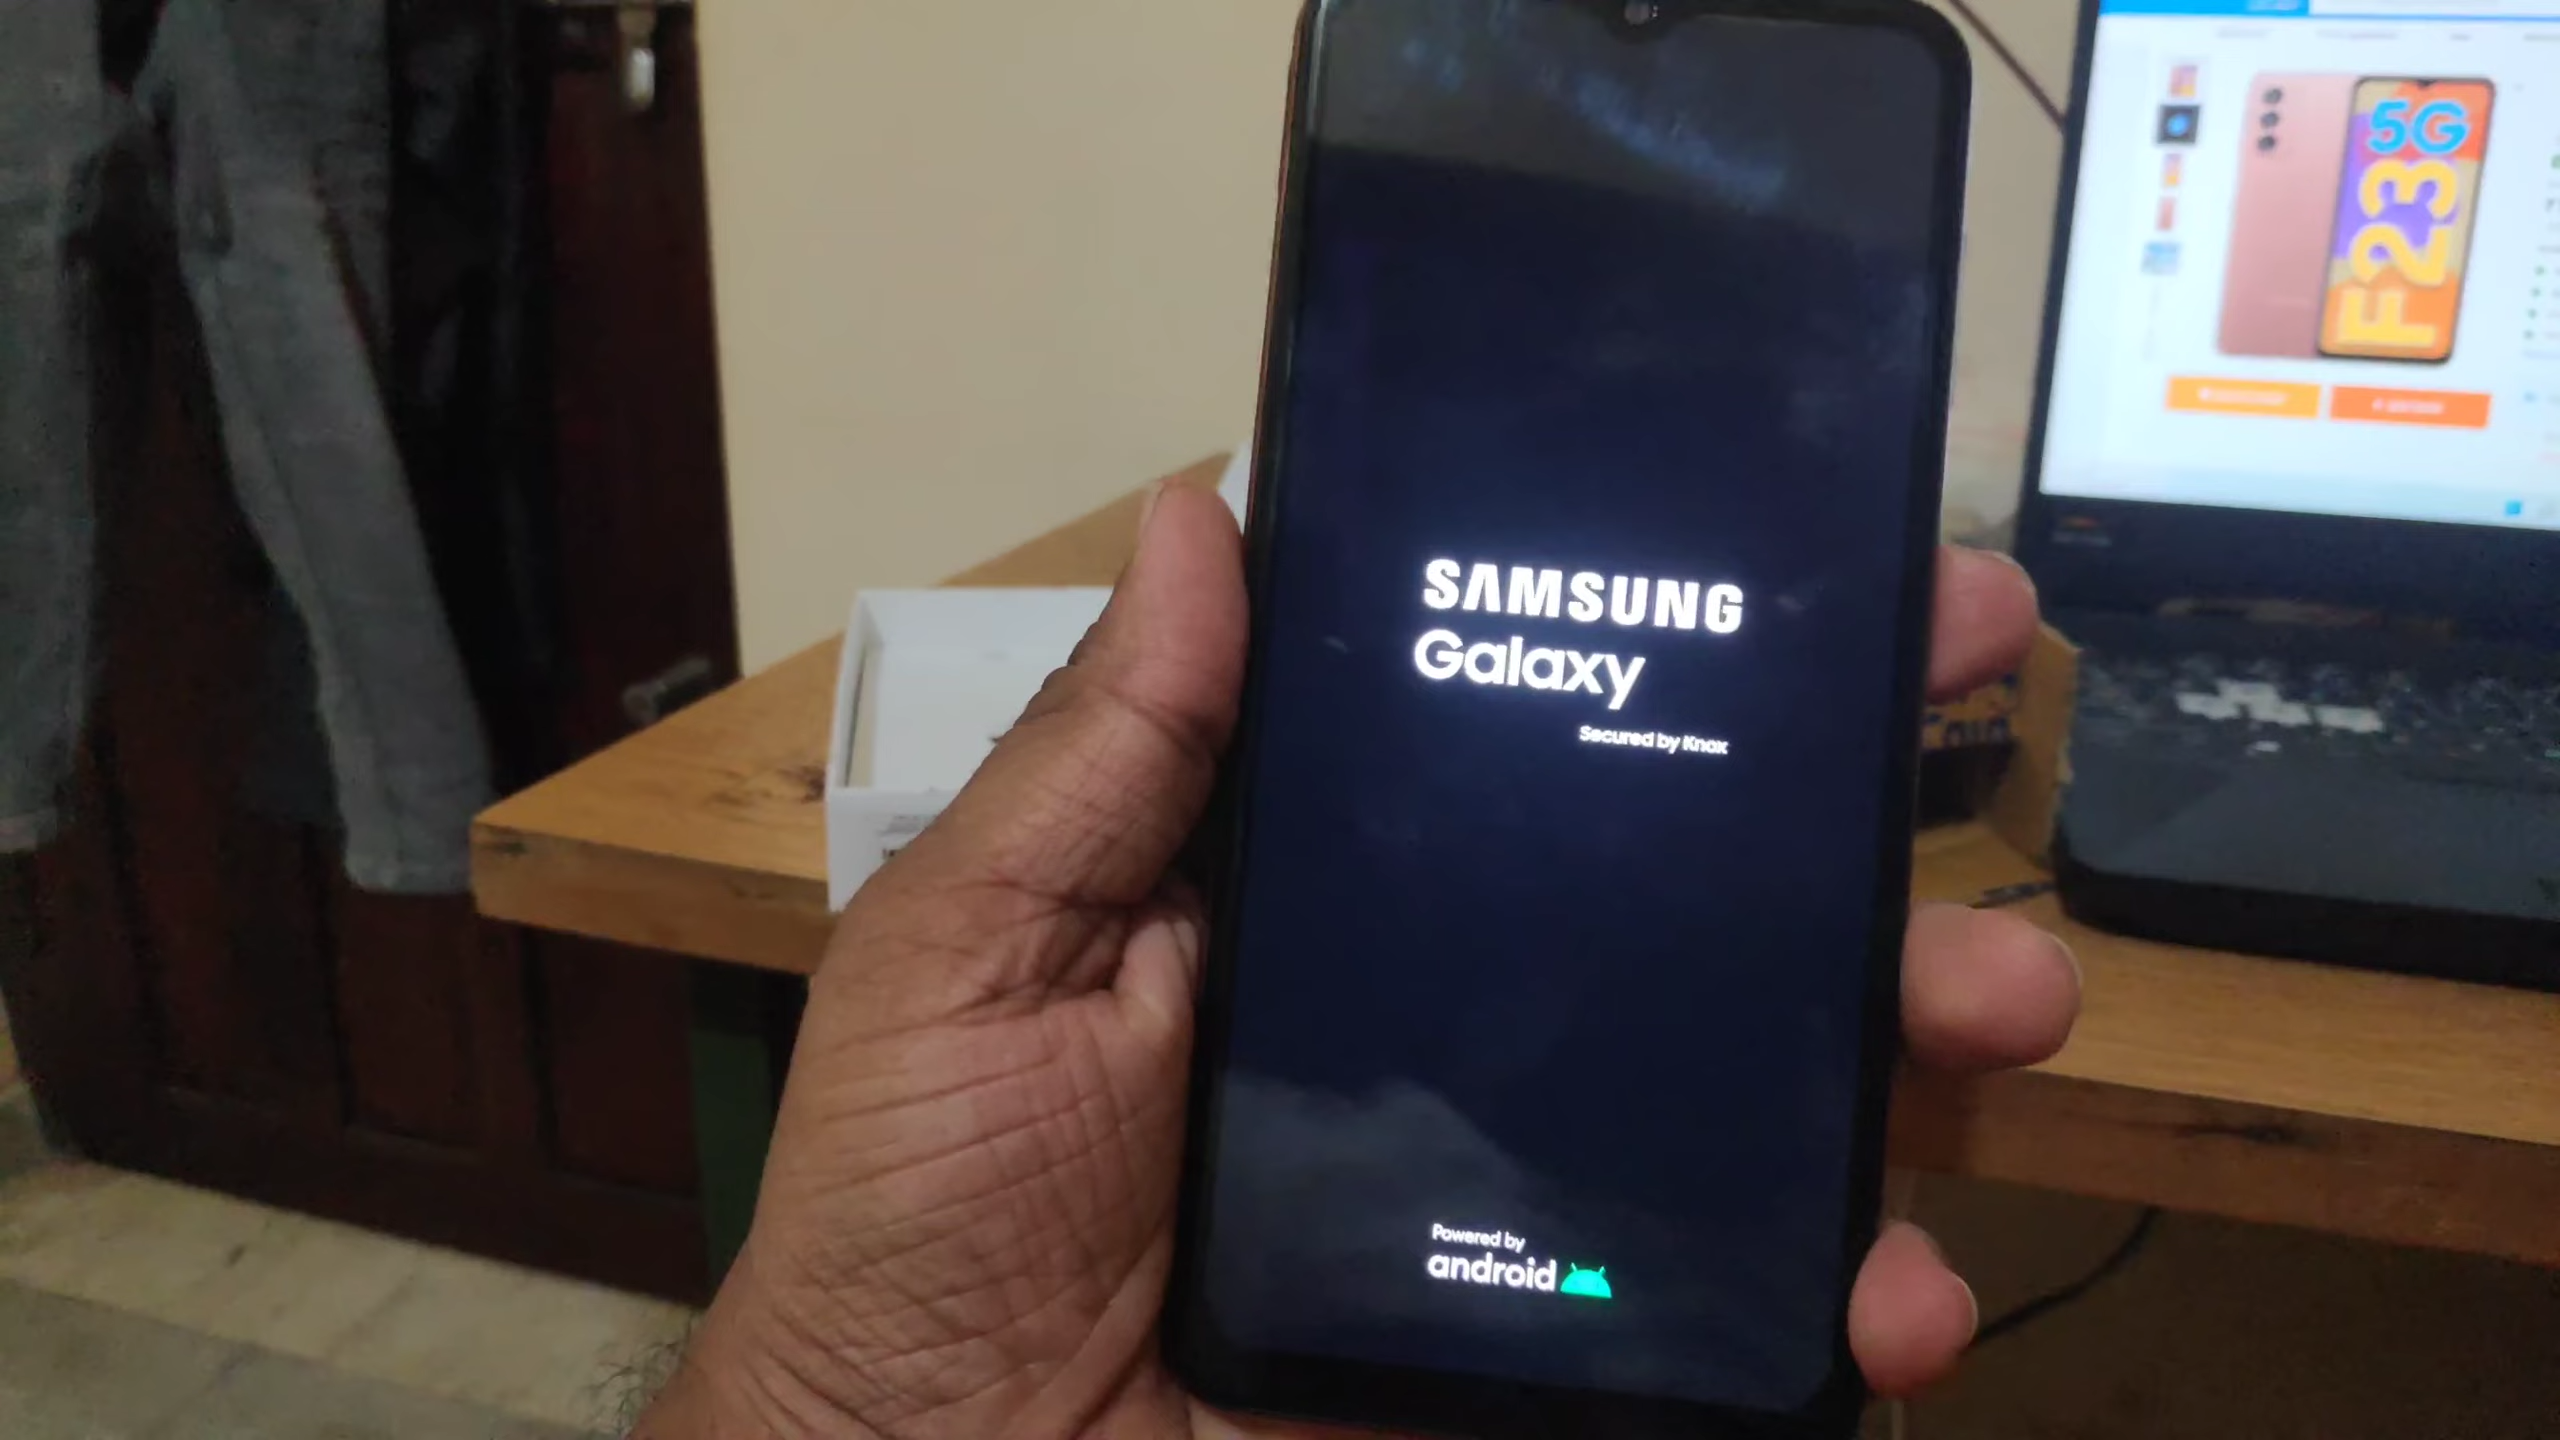 SAMSUNG
Galaxy
Secured by Knox
Powered by
android
5G
F23